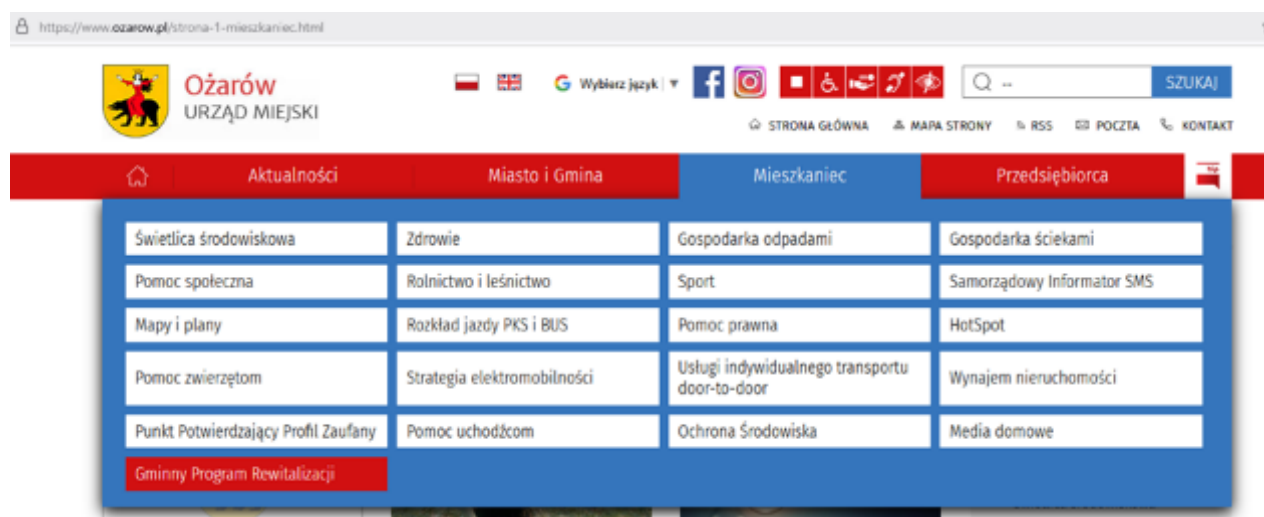 https://www.ozarow.pl/strona-1-mieszkaniec.html
Ożarów
URZĄD MIEJSKI
Wybierz język
SZUKAJ
STRONA GŁÓWNA MAPA STRONY RSS POCZTA KONTAKT
Aktualności Miasto i Gmina Mieszkaniec Przedsiębiorca
Świetlica środowiskowa Zdrowie Gospodarka odpadami Gospodarka ściekami
Pomoc społeczna Rolnictwo i leśnictwo Sport Samorządowy Informator SMS
Mapy i plany Rozkład jazdy PKS i BUS Pomoc prawna HotSpot
Pomoc zwierzętom Strategia elektromobilności Usługi indywidualnego transportu
door-to-door Wynajem nieruchomości
Punkt Potwierdzający Profil Zaufany Pomoc uchodźcom Ochrona Środowiska Media domowe
Gminny Program Rewitalizacji